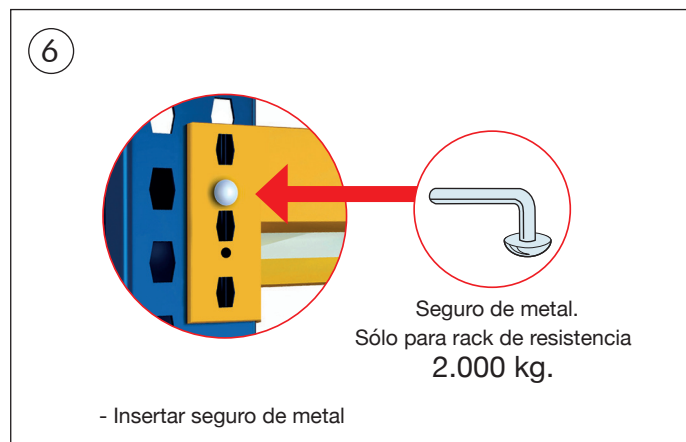 6
Seguro de metal.
Sólo para rack de resistencia
2.000 kg.
- Insertar seguro de metal